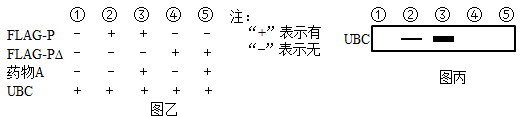 ① ② ③ ④ ⑤
FLAG-P − + + − −
FLAG-P∆ − − − + +
药物A − − + − +
UBC + + + + +
图乙
注：
“+”表示有
“−”表示无
① ② ③ ④ ⑤
UBC
图丙